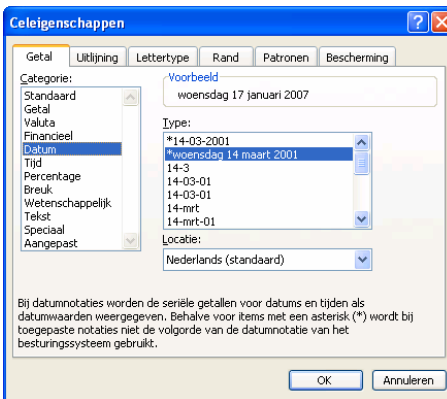 Celeigenschappen
Getal Uitlijning Lettertype Rand Patronen Bescherming
Categorie:
Standaard
Getal
Valuta
Financieel
Datum
Tijd
Percentage
Breuk
Wetenschappelijk
Tekst
Speciaal
Aangepast
Voorbeeld
woensdag 17 januari 2007
Type:
*14-03-2001
*woensdag 14 maart 2001
14-3
14-03-01
14-03-01
14-mrt
14-mrt-01
Locatie:
Nederlands (standaard)
Bij datumnotaties worden de seriële getallen voor datums en tijden als
datumwaarden weergegeven. Behalve voor items met een asterisk (*) wordt bij
toegepaste notaties niet de volgorde van de datumnotatie van het
besturingssysteem gebruikt.
OK Annuleren